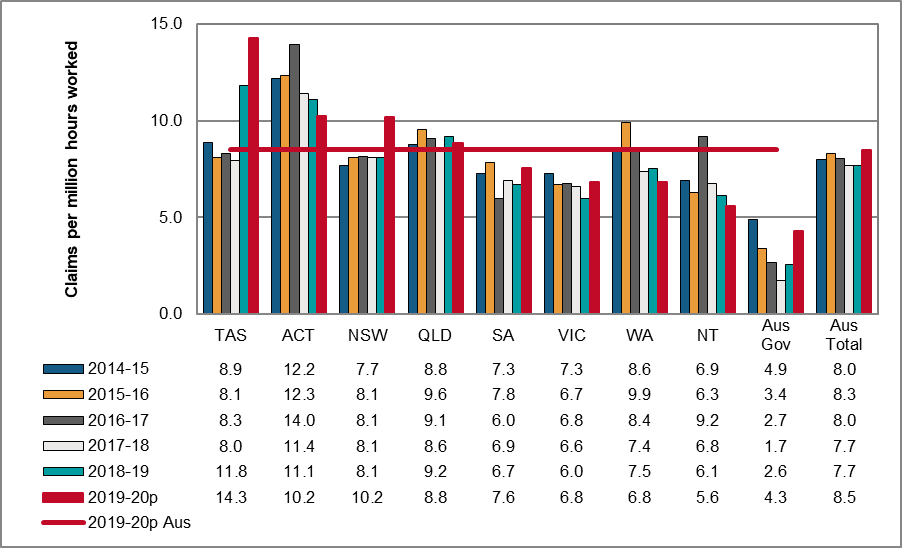 15.0
10.0
5.0
0.0
Claims per million hours worked
TAS ACT NSW QLD SA VIC WA NT Aus Gov Aus Total
2014-15 8.9 12.2 7.7 8.8 7.3 7.3 8.6 6.9 4.9 8.0
2015-16 8.1 12.3 8.1 9.6 7.8 6.7 9.9 6.3 3.4 8.3
2016-17 8.3 14.0 8.1 9.1 6.0 6.8 8.4 9.2 2.7 8.0
2017-18 8.0 11.4 8.1 8.6 6.9 6.6 7.4 6.8 1.7 7.7
2018-19 11.8 11.1 8.1 9.2 6.7 6.0 7.5 6.1 2.6 7.7
2019-20p 14.3 10.2 10.2 8.8 7.6 6.8 6.8 5.6 4.3 8.5
2019-20p Aus